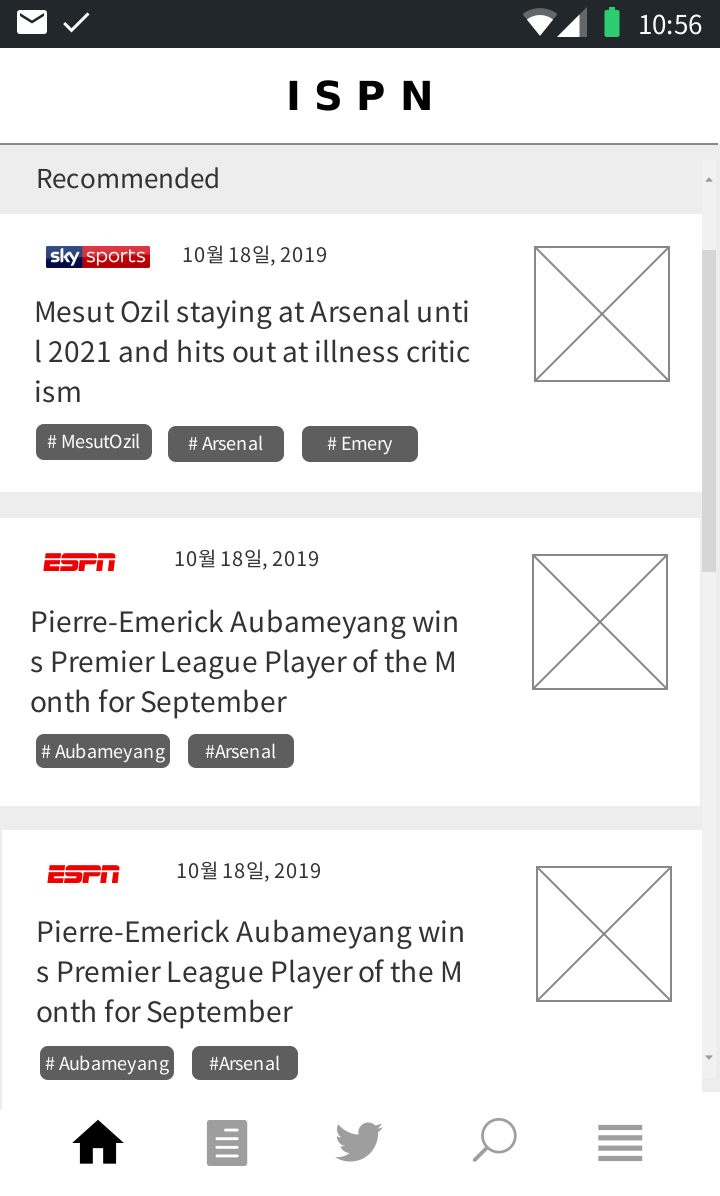 10:56
ISPN
Recommended
sky sports
10월 18일, 2019
Mesut Ozil staying at Arsenal unti
l 2021 and hits out at illness critic
ism
# MesutOzil
# Arsenal
# Emery
ESPN
10월 18일, 2019
Pierre-Emerick Aubameyang win
s Premier League Player of the M
onth for September
# Aubameyang
#Arsenal
ESPN
10월 18일, 2019
Pierre-Emerick Aubameyang win
s Premier League Player of the M
onth for September
# Aubameyang
#Arsenal